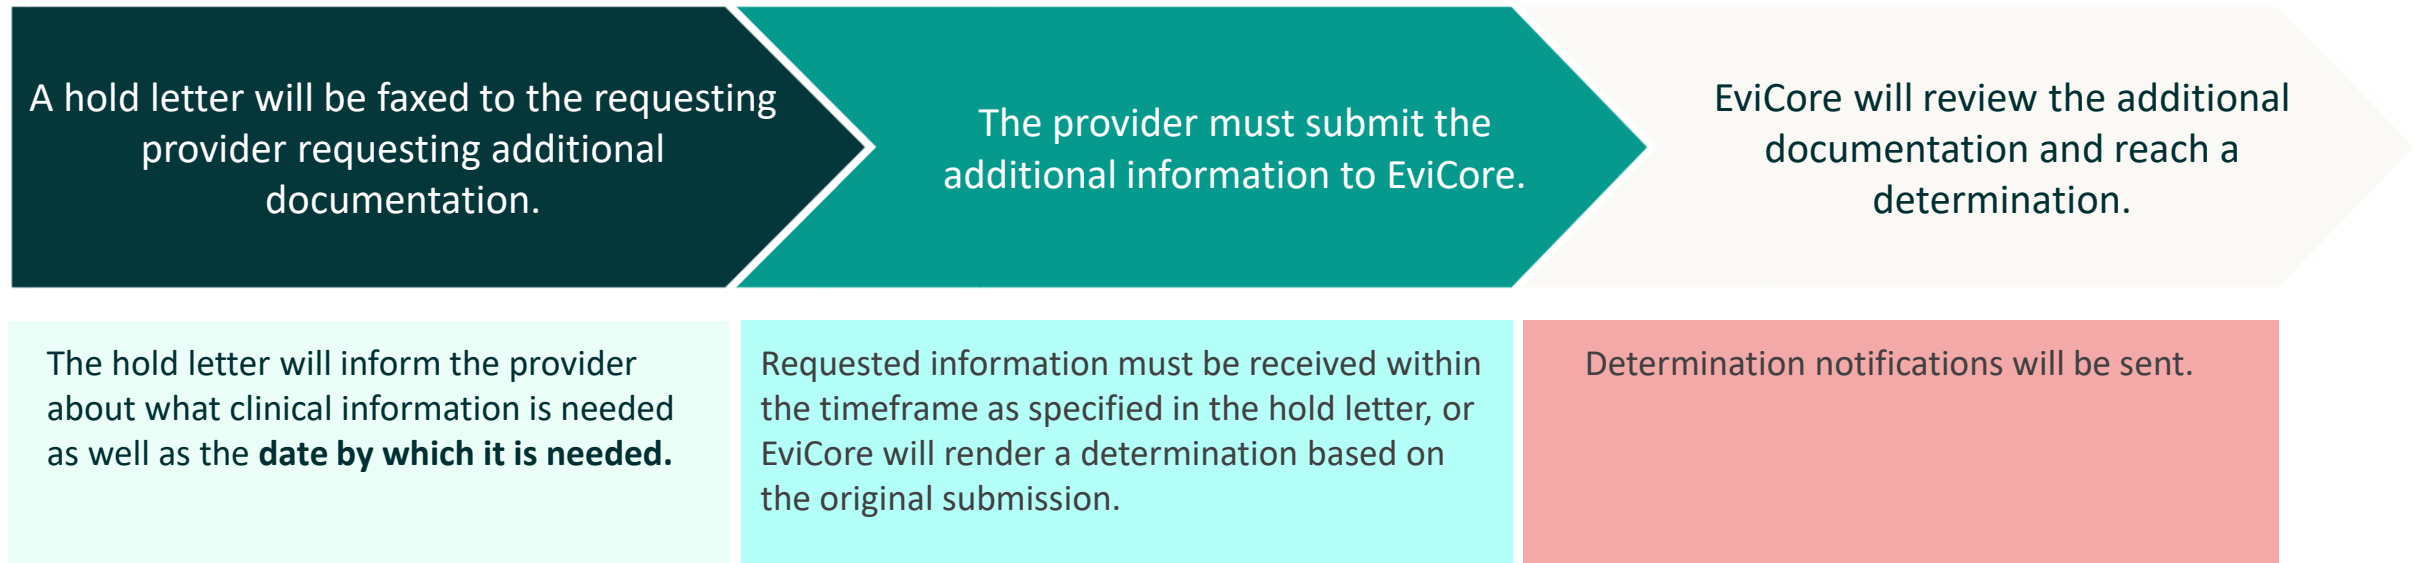 A hold letter will be faxed to the requesting
provider requesting additional
documentation.
The provider must submit the
additional information to EviCore.
EviCore will review the additional
documentation and reach a
determination.
The hold letter will inform the provider
about what clinical information is needed
as well as the date by which it is needed.
Requested information must be received within
the timeframe as specified in the hold letter, or
EviCore will render a determination based on
the original submission.
Determination notifications will be sent.